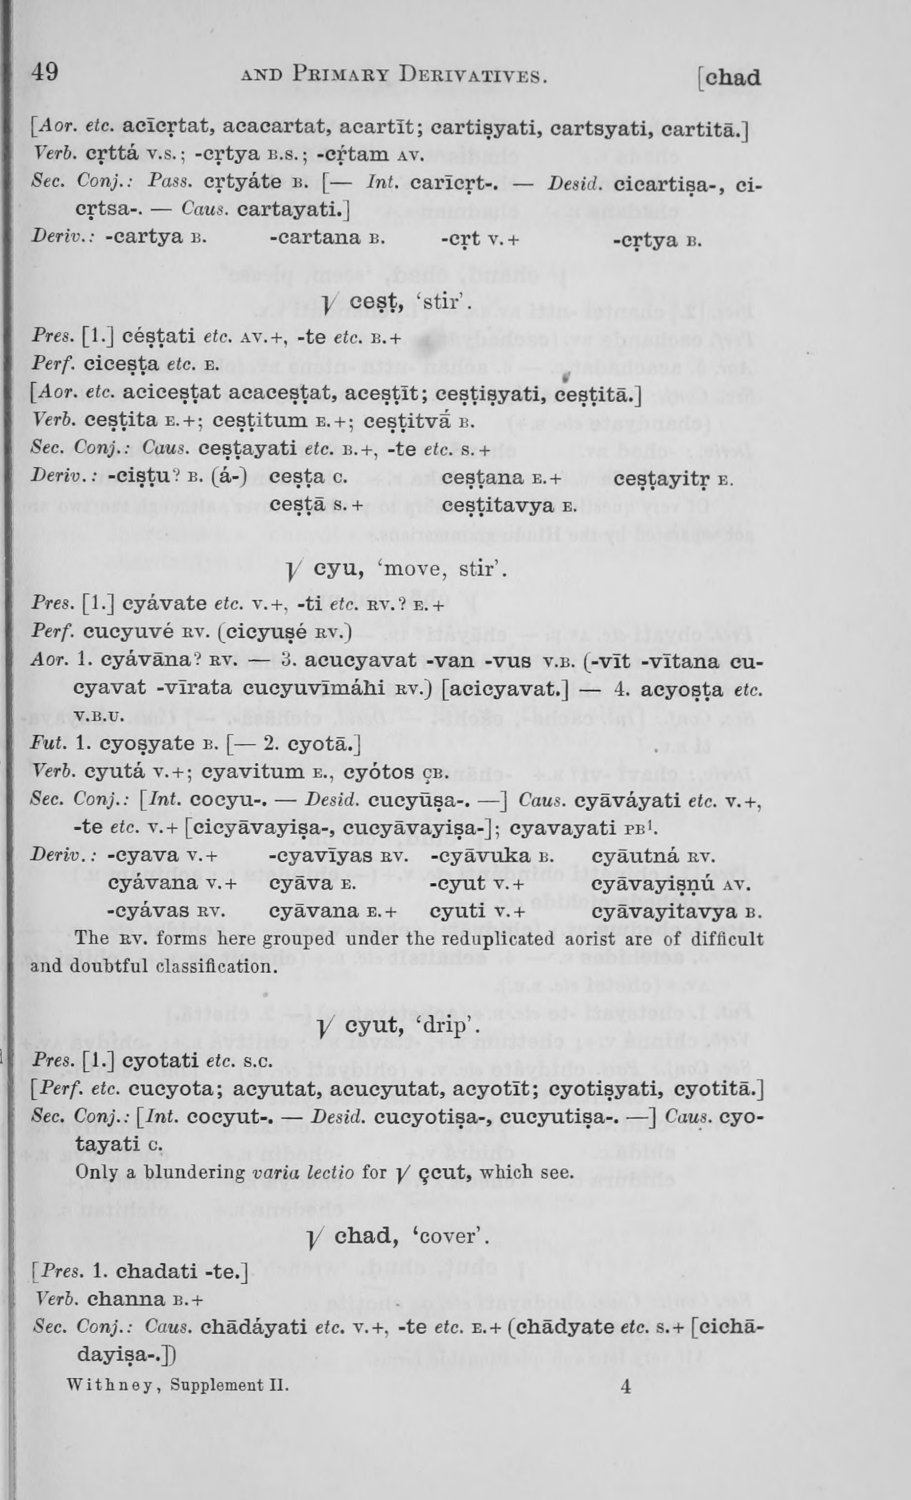 49 AND PRIMARY DERIVATIVES. [chad
[Aor. etc. acīcṛtat, acacartat, acartīt; cartiṣyati, cartsyati, cartitā.]
Verb. cṛttá V.S.; -cṛtya B.S.; -cṛ́tam AV.
Sec. Conj.: Pass. cṛtyáte B. [— Int. carīcṛt-. — Desid. cicartiṣa-, ci-
cṛtsa-. — Caus. cartayati.]
Deriv.: -cartya B. -cartana B. -cṛt V.+ -cṛtya B.
√ ceṣṭ, ‘stir’.
Pres. [1.] céṣṭati etc. AV.+, -te etc. B.+
Perf. ciceṣṭa etc. E.
[Aor. etc. aciceṣṭat acaceṣṭat, aceṣṭīt; ceṣṭiṣyati, ceṣṭitā.]
Verb. ceṣṭita E.+; ceṣṭitum E.+; ceṣṭitvā́ B.
Sec. Conj.: Caus. ceṣṭayati etc. B.+, -te etc. S.+
Deriv.: -ciṣṭu? B. (á-) ceṣṭa C. ceṣṭana E.+ ceṣṭayitṛ E.
ceṣṭā S.+ ceṣṭitavya E.
√ cyu, ‘move, stir’.
Pres. [1.] cyávate etc. V.+, -ti etc. RV.? E.+
Perf. cucyuvé RV. (cicyuṣé RV.)
Aor. 1. cyávāna? RV. — 3. acucyavat -van -vus V.B. (-vīt -vītana cu-
cyavat -vīrata cucyuvīmáhi RV.) [acicyavat.] — 4. acyoṣṭa etc.
V.B.U.
Fut. 1. cyoṣyate B. [— 2. cyotā.]
Verb. cyutá V.+; cyavitum E., cyótos ÇB.
Sec. Conj.: [Int. cocyu-. — Desid. cucyūṣa-. —] Caus. cyāváyati etc. V.+,
-te etc. V.+ [cicyāvayiṣa-, cucyāvayiṣa-]; cyavayati PB¹.
Deriv.: -cyava V.+ -cyavīyas RV. -cyāvuka B. cyāutná RV.
cyávana V.+ cyāva E. -cyut V.+ cyāvayiṣṇú AV.
-cyávas RV. cyāvana E.+ cyuti V.+ cyāvayitavya B.
The RV. forms here grouped under the reduplicated aorist are of difficult
and doubtful classification.
√ cyut, ‘drip’.
Pres. [1.] cyotati etc. S.C.
[Perf. etc. cucyota; acyutat, acucyutat, acyotīt; cyotiṣyati, cyotitā.]
Sec. Conj.: [Int. cocyut-. — Desid. cucyotiṣa-, cucyutiṣa-. —] Caus. cyo-
tayati C.
Only a blundering varia lectio for √ çcut, which see.
√ chad, ‘cover’.
[Pres. 1. chadati -te.]
Verb. channa B.+
Sec. Conj.: Caus. chādáyati etc. V.+, -te etc. E.+ (chādyate etc. S.+ [cichā-
dayiṣa-.])
Withney, Supplement II. 4